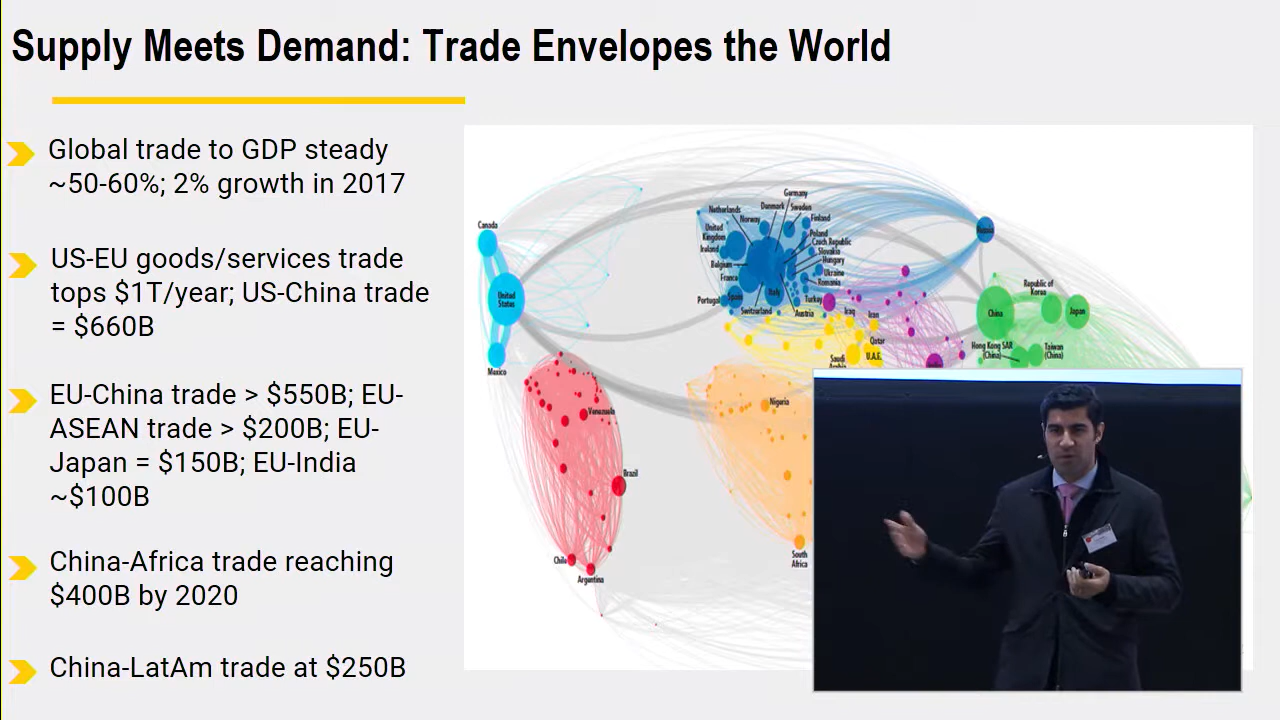 Supply Meets Demand: Trade Envelopes the World
Global trade to GDP steady
~50-60%; 2% growth in 2017
US-EU goods/services trade
tops $1T/year; US-China trade
= $660B
EU-China trade > $550B; EU-
ASEAN trade > $200B; EU-
Japan = $150B; EU-India
~$100B
China-Africa trade reaching
$400B by 2020
China-LatAm trade at $250B
Canada
United
States
Mexico
Venezuela
Brazil
Chile
Argentina
Germany
Netherlands
Denmark
Sweden
Norway
Finland
United
Kingdom
Poland
Czech Republic
Ireland
Slovakia
Hungary
Belgium
Ukraine
France
Romania
Italy
Portugal
Spain
Turkey
Switzerland
Austria
Iraq
Iran
Qatar
Saudi
Arabia
U.A.E.
Russia
China
Republic of
Korea
Japan
Hong Kong SAR
(China)
Taiwan
(China)
Nigeria
South
Africa